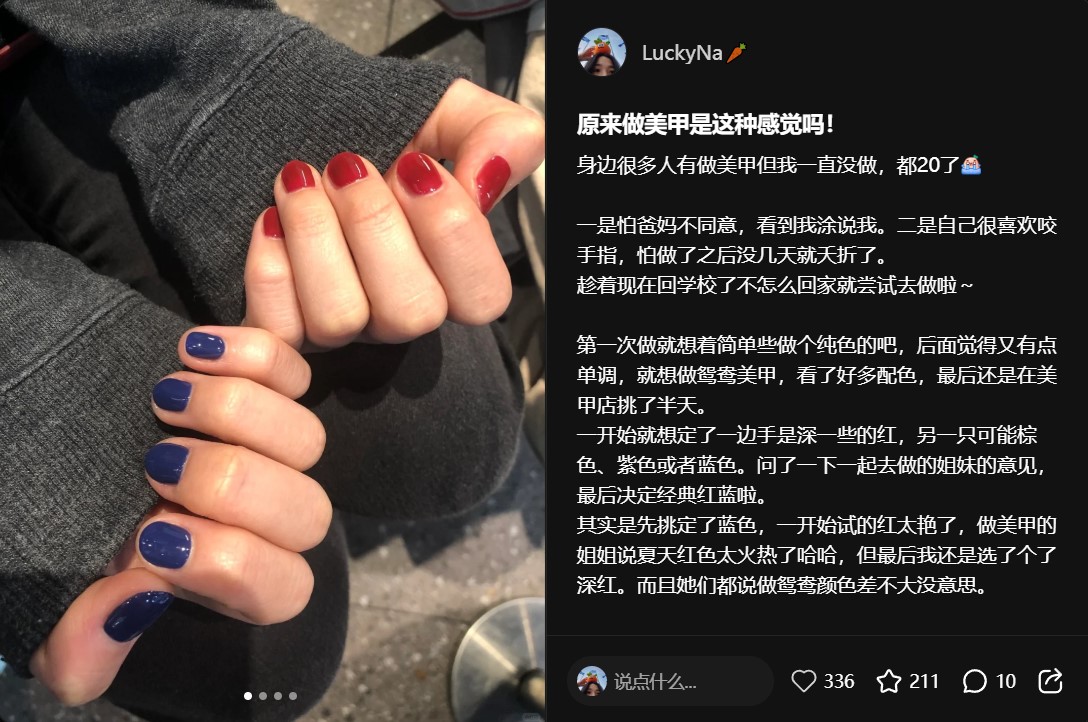 LuckyNa🥕
原来做美甲是这种感觉吗！
身边很多人有做美甲但我一直没做，都20了
一是怕爸妈不同意，看到我涂说我。二是自己很喜欢咬
手指，怕做了之后没几天就夭折了。
趁着现在回学校了不怎么回家就尝试去做啦～
第一次做就想着简单些做个纯色的吧，后面觉得又有点
单调，就想做鸳鸯美甲，看了好多配色，最后还是在美
甲店挑了半天。
一开始就想定了一边手是深一些的红，另一只可能棕
色、紫色或者蓝色。问了一下一起去做的姐妹的意见，
最后决定经典红蓝啦。
其实是先挑定了蓝色，一开始试的红太艳了，做美甲的
姐姐说夏天红色太火热了哈哈，但最后我还是选了个了
深红。而且她们都说做鸳鸯颜色差不大没意思。
说点什么...
336
211
10